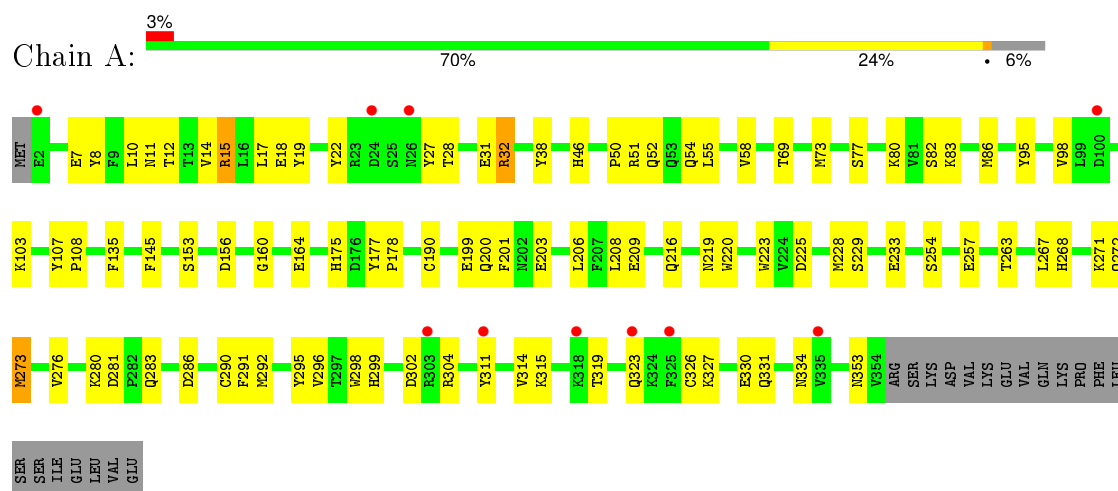 3%
Chain A:
70% 24% • 6%
MET E2 E7 Y8 F9 L10 N11 T12 T13 V14 R15 L16 L17 E18 Y19 Y22 R23 D24 S25 N26 Y27 T28 E31 R32 Y38 H46 P50 R51 Q52 Q53 Q54 L55 V58 T69 M73 S77 K80 V81 S82 K83 M86 Y95 V98 L99 D100
K103 Y107 P108 F135 F145 S153 D156 G160 E164 H175 D176 Y177 P178 C190 E199 Q200 F201 N202 E203 L206 F207 L208 E209 Q216 N219 W220 W223 V224 D225 M228 S229 E233 S254 E257 T263 L267 H268 K271
M273 V276 K280 D281 P282 Q283 D286 C290 F291 M292 Y295 V296 T297 W298 H299 D302 R303 R304 Y311 V314 K315 K318 T319 Q323 K324 F325 C326 K327 E330 Q331 N334 V335 N353 V354 ARG SER LYS ASP VAL LYS GLU VAL GLN LYS PRO PHE
SER SER ILE GLU LEU VAL GLU